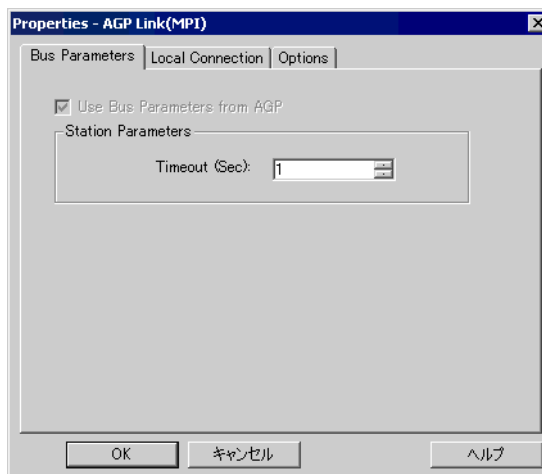 Properties - AGP Link(MPI)
Bus Parameters Local Connection Options
Use Bus Parameters from AGP
Station Parameters
Timeout (Sec): 1
OK キャンセル ヘルプ